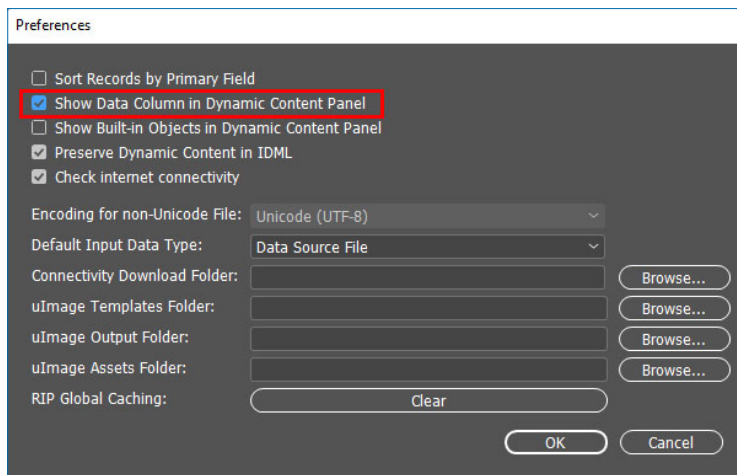 Preferences
Sort Records by Primary Field
Show Data Column in Dynamic Content Panel
Show Built-in Objects in Dynamic Content Panel
Preserve Dynamic Content in IDML
Check internet connectivity
Encoding for non-Unicode File: Unicode (UTF-8)
Default Input Data Type: Data Source File
Connectivity Download Folder: Browse...
uImage Templates Folder: Browse...
uImage Output Folder: Browse...
uImage Assets Folder: Browse...
RIP Global Caching: Clear
OK Cancel